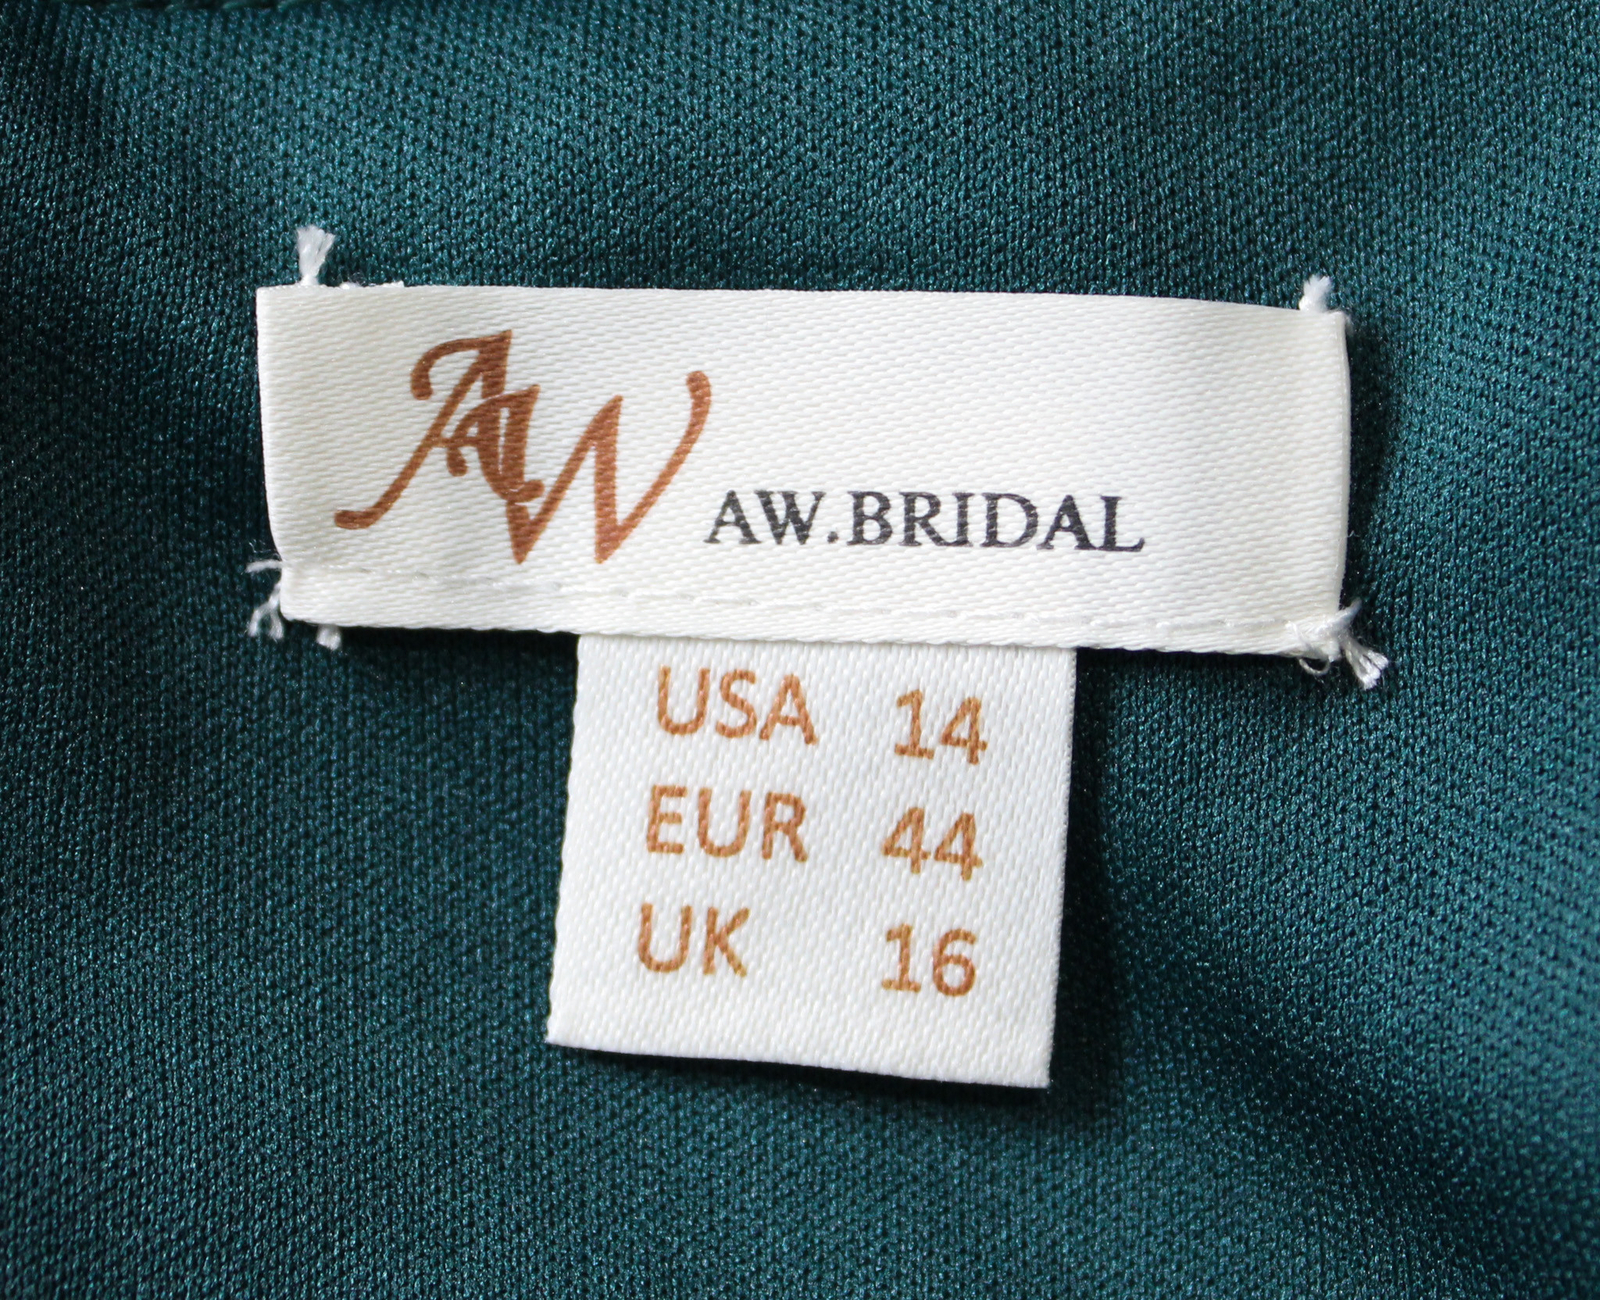 AW
AW.BRIDAL
USA 14
EUR 44
UK 16